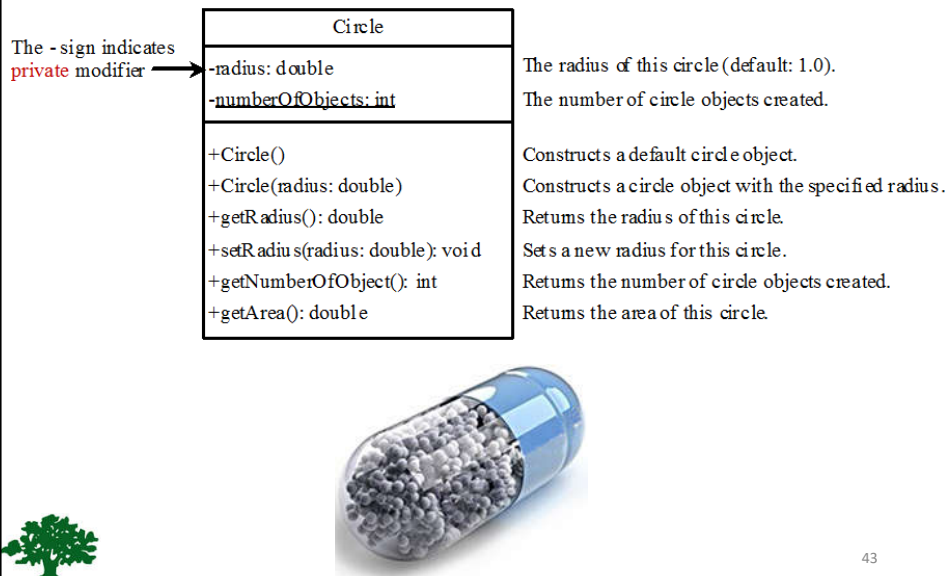 Circle
The - sign indicates
private modifier
-radius: double
The radius of this circle (default: 1.0).
-numberOfObjects: int
The number of circle objects created.
+Circle()
Constructs a default circle object.
+Circle(radius: double)
Constructs a circle object with the specified radius.
+getRadius(): double
Returns the radius of this circle.
+setRadius(radius: double): void
Sets a new radius for this circle.
+getNumberOfObject(): int
Returns the number of circle objects created.
+getArea(): double
Returns the area of this circle.
43